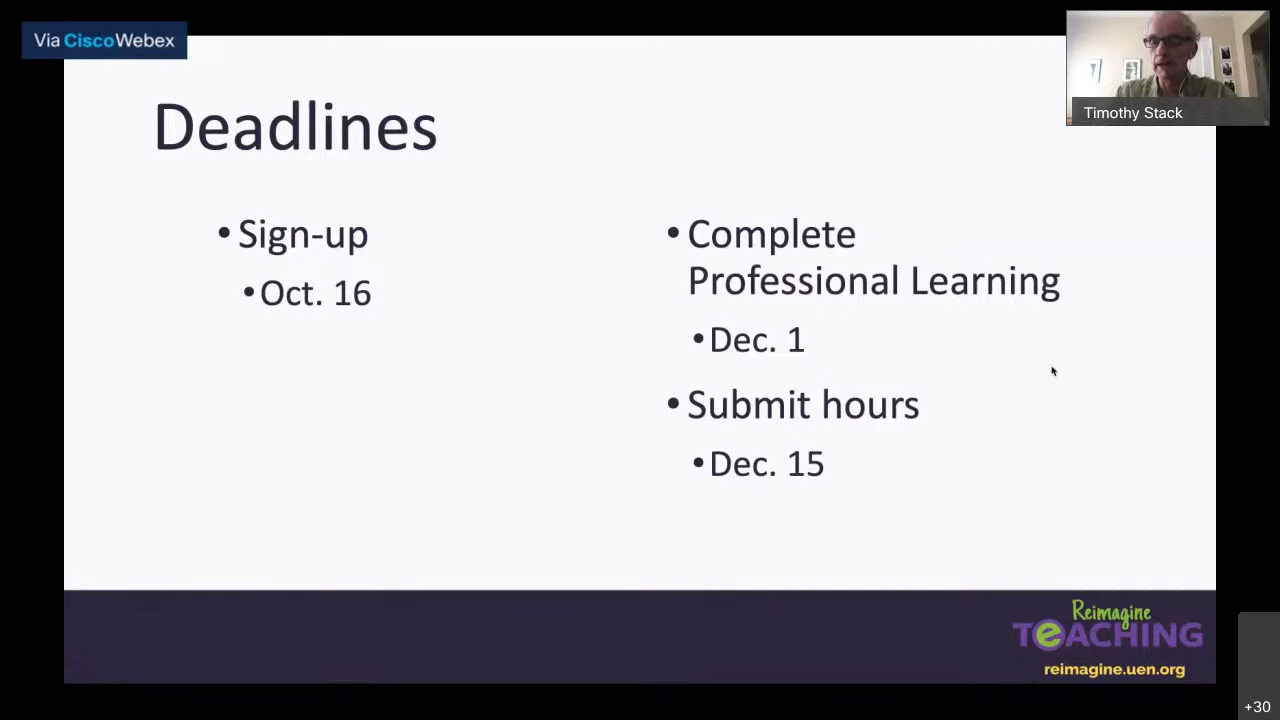 Via CiscoWebex
Timothy Stack
Deadlines
• Sign-up
• Oct. 16
• Complete
Professional Learning
• Dec. 1
• Submit hours
• Dec. 15
Reimagine
TeACHING
reimagine.uen.org
+30